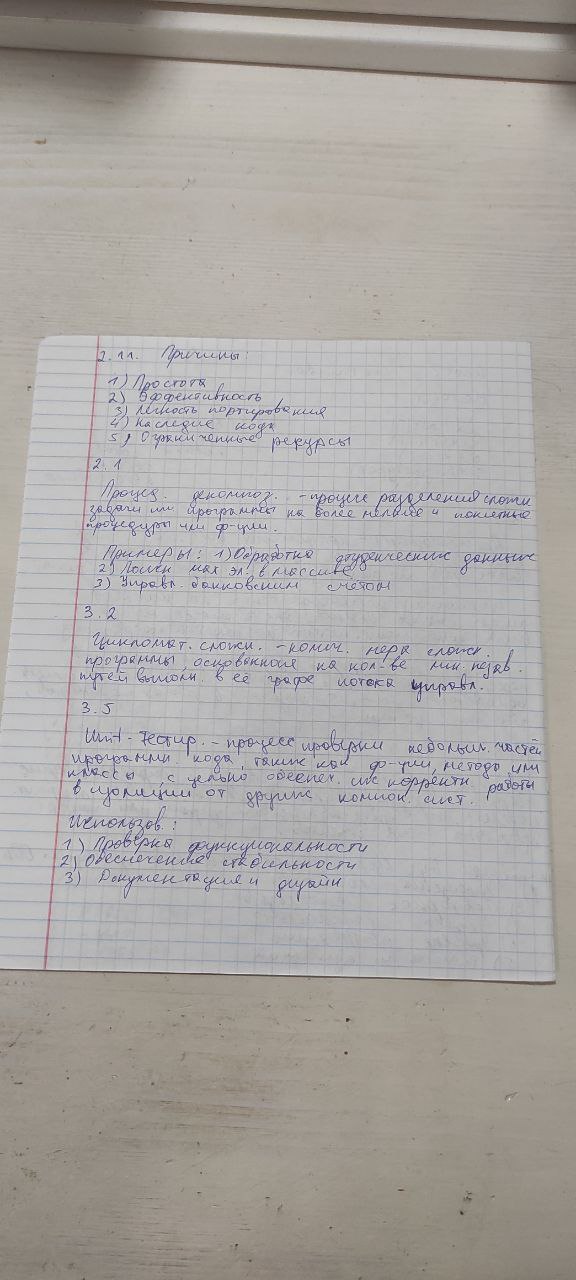 2.11. Причины:
1) Простота
2) Эффективность
3) Легкость портирования
4) Наследие кода
5) Ограниченные рекурсы
2.1
Процед. декомпоз. - процесс разделения сложн.
задачи или программы на более мелкие и понятные
процедуры или ф-ции.
Примеры: 1) Обработка студенческих данных
2) Поиск мах эл. в массиве
3) Управл. банковским счётом
3.2
Цикломат. сложн. - колич. мера сложн.
программы, основанная на кол-ве лин. незав.
путей выполн. в её графе потока управл.
3.5
Unit-тестир. - процесс проверки небольш. частей
программн. кода, таких как ф-ции, методы или
классы, с целью обеспеч. их корректн. работы
в изоляции от других компон. сист.
Использов.:
1) Проверка функциональности
2) Обеспечение стабильности
3) Документация и дизайн